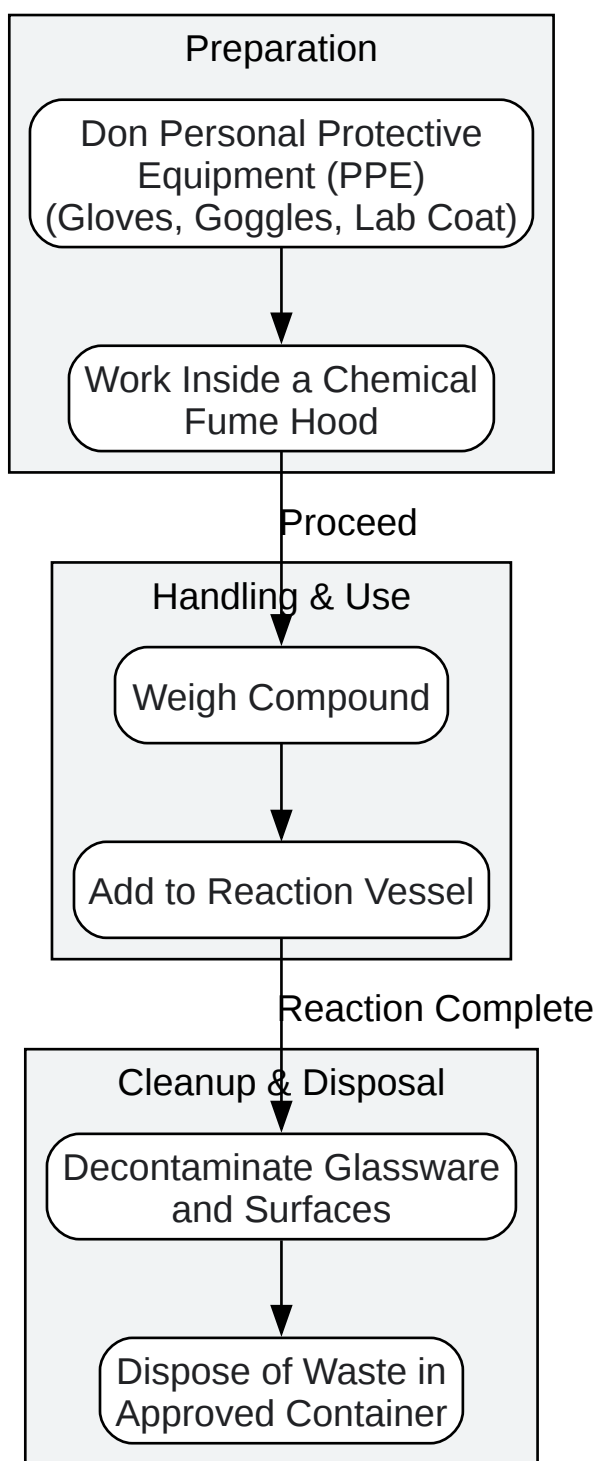 Preparation
Don Personal Protective
Equipment (PPE)
(Gloves, Goggles, Lab Coat)
Work Inside a Chemical
Fume Hood
Proceed
Handling & Use
Weigh Compound
Add to Reaction Vessel
Reaction Complete
Cleanup & Disposal
Decontaminate Glassware
and Surfaces
Dispose of Waste in
Approved Container